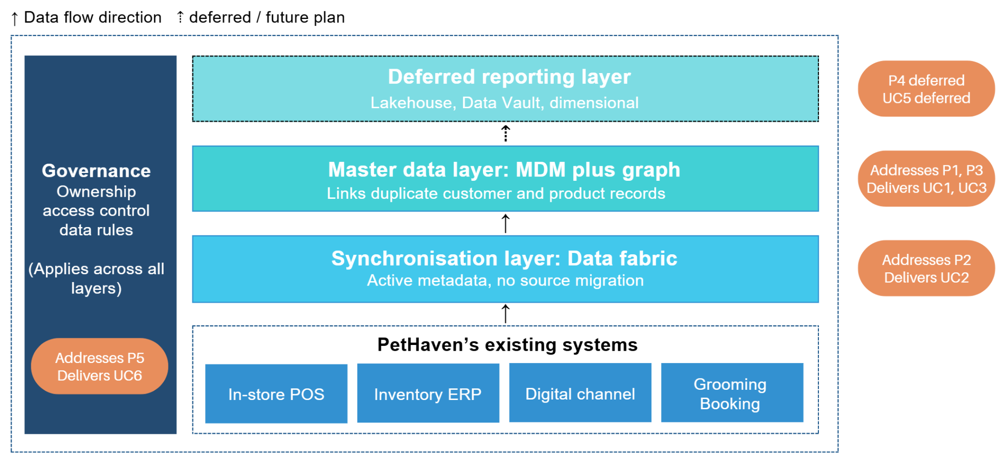 ↑ Data flow direction ⇡ deferred / future plan
Governance
Ownership
access control
data rules
(Applies across all
layers)
Addresses P5
Delivers UC6
Deferred reporting layer
Lakehouse, Data Vault, dimensional
Master data layer: MDM plus graph
Links duplicate customer and product records
Synchronisation layer: Data fabric
Active metadata, no source migration
PetHaven’s existing systems
In-store POS
Inventory ERP
Digital channel
Grooming
Booking
P4 deferred
UC5 deferred
Addresses P1, P3
Delivers UC1, UC3
Addresses P2
Delivers UC2